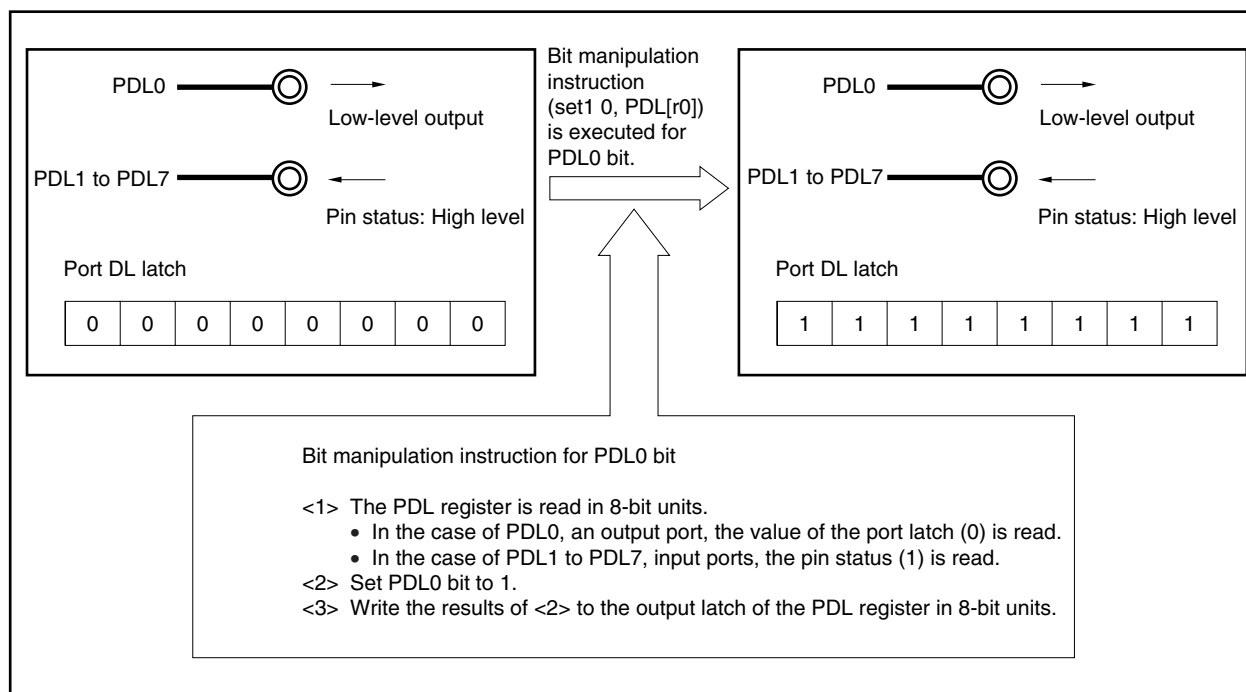 PDL0
Low-level output
PDL1 to PDL7
Pin status: High level
Port DL latch
0 0 0 0 0 0 0 0
Bit manipulation
instruction
(set1 0, PDL[r0])
is executed for
PDL0 bit.
PDL0
Low-level output
PDL1 to PDL7
Pin status: High level
Port DL latch
1 1 1 1 1 1 1 1
Bit manipulation instruction for PDL0 bit
<1> The PDL register is read in 8-bit units.
• In the case of PDL0, an output port, the value of the port latch (0) is read.
• In the case of PDL1 to PDL7, input ports, the pin status (1) is read.
<2> Set PDL0 bit to 1.
<3> Write the results of <2> to the output latch of the PDL register in 8-bit units.